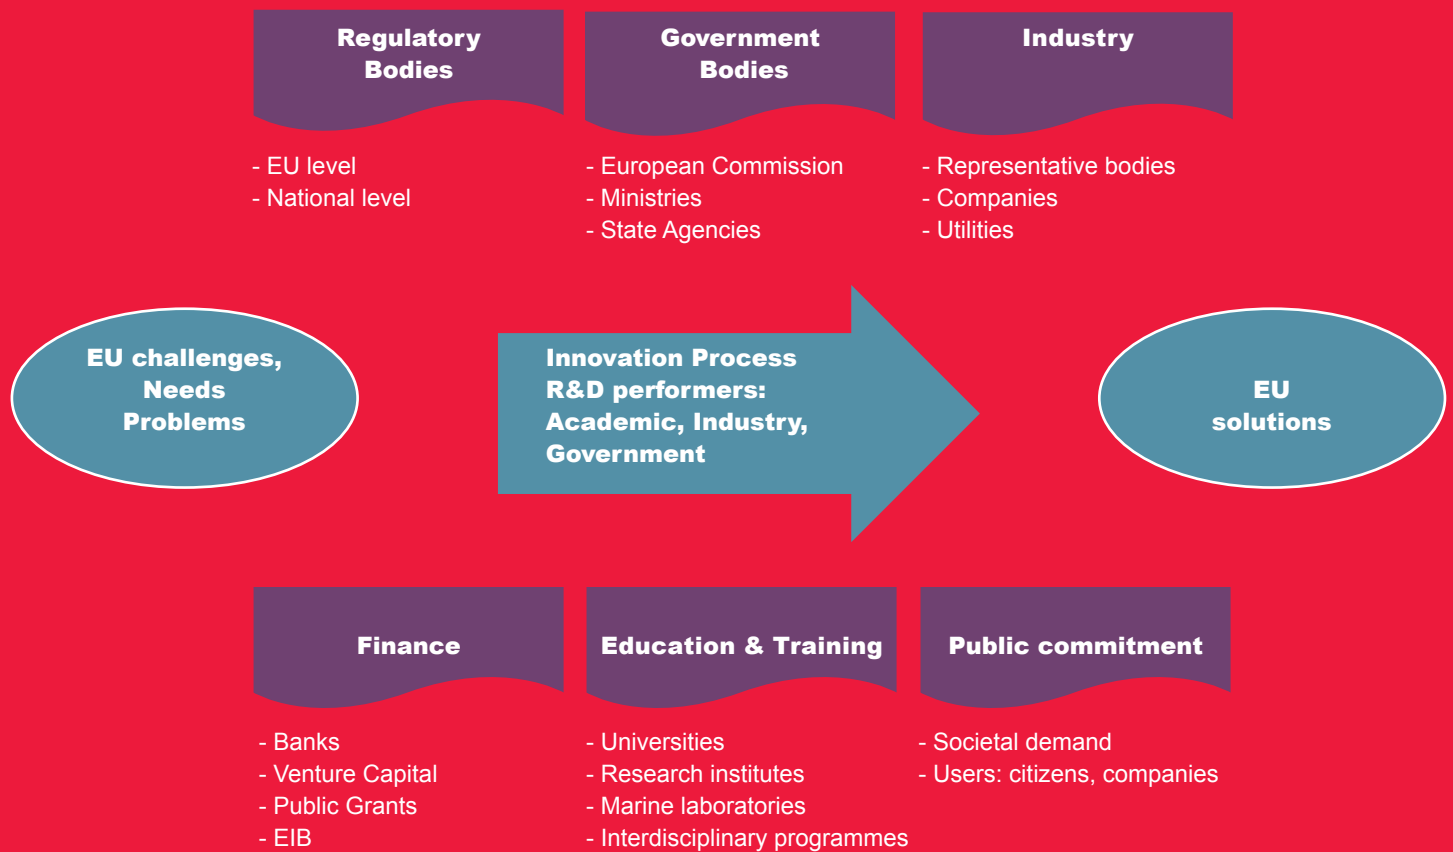 Regulatory
Bodies
- EU level
- National level
Government
Bodies
- European Commission
- Ministries
- State Agencies
Industry
- Representative bodies
- Companies
- Utilities
EU challenges,
Needs
Problems
Innovation Process
R&D performers:
Academic, Industry,
Government
EU
solutions
Finance
- Banks
- Venture Capital
- Public Grants
- EIB
Education & Training
- Universities
- Research institutes
- Marine laboratories
- Interdisciplinary programmes
Public commitment
- Societal demand
- Users: citizens, companies